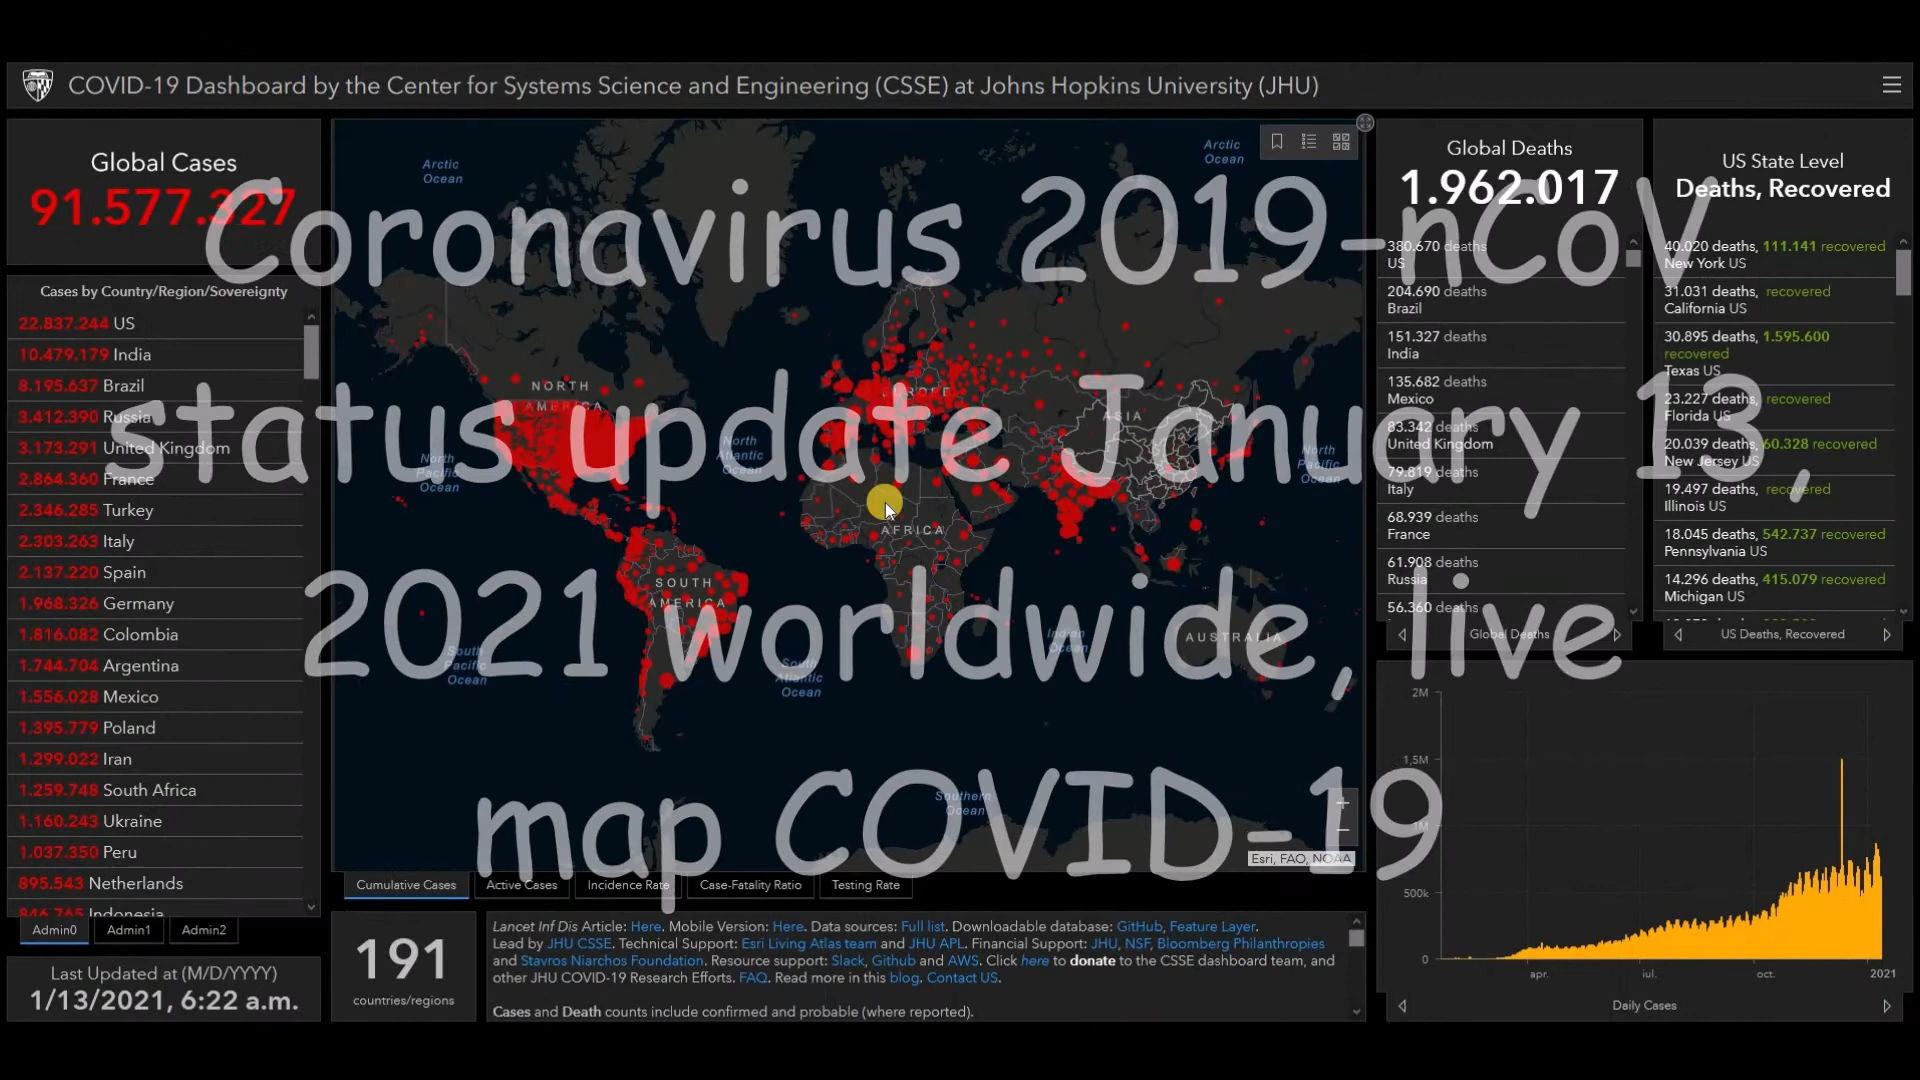 COVID-19 Dashboard by the Center for Systems Science and Engineering (CSSE) at Johns Hopkins University (JHU)
Coronavirus 2019-nCoV
status update January 13,
2021 worldwide, live
map COVID-19
Global Cases
91.577.327
Cases by Country/Region/Sovereignty
22.837.244 US
10.479.179 India
8.195.637 Brazil
3.412.390 Russia
3.173.291 United Kingdom
2.864.360 France
2.346.285 Turkey
2.303.263 Italy
2.137.220 Spain
1.968.326 Germany
1.816.082 Colombia
1.744.704 Argentina
1.556.028 Mexico
1.395.779 Poland
1.299.022 Iran
1.259.748 South Africa
1.160.243 Ukraine
1.037.350 Peru
895.543 Netherlands
846.765 Indonesia
Admin0
Admin1
Admin2
Last Updated at (M/D/YYYY)
1/13/2021, 6:22 a.m.
Arctic
Ocean
Arctic
Ocean
NORTH
AMERICA
EUROPE
ASIA
North
Pacific
Ocean
North
Atlantic
Ocean
North
Pacific
Ocean
AFRICA
SOUTH
AMERICA
Indian
Ocean
AUSTRALIA
South
Pacific
Ocean
South
Atlantic
Ocean
Southern
Ocean
Esri, FAO, NOAA
Cumulative Cases
Active Cases
Incidence Rate
Case-Fatality Ratio
Testing Rate
191
countries/regions
Lancet Inf Dis Article: Here. Mobile Version: Here. Data sources: Full list. Downloadable database: GitHub, Feature Layer.
Lead by JHU CSSE. Technical Support: Esri Living Atlas team and JHU APL. Financial Support: JHU, NSF, Bloomberg Philanthropies
and Stavros Niarchos Foundation. Resource support: Slack, Github and AWS. Click here to donate to the CSSE dashboard team, and
other JHU COVID-19 Research Efforts. FAQ. Read more in this blog. Contact US.
Cases and Death counts include confirmed and probable (where reported).
Global Deaths
1.962.017
380.670 deaths
US
204.690 deaths
Brazil
151.327 deaths
India
135.682 deaths
Mexico
83.342 deaths
United Kingdom
79.819 deaths
Italy
68.939 deaths
France
61.908 deaths
Russia
56.360 deaths
Global Deaths
US State Level
Deaths, Recovered
40.020 deaths, 111.141 recovered
New York US
31.031 deaths, recovered
California US
30.895 deaths, 1.595.600
recovered
Texas US
23.227 deaths, recovered
Florida US
20.039 deaths, 60.328 recovered
New Jersey US
19.497 deaths, recovered
Illinois US
18.045 deaths, 542.737 recovered
Pennsylvania US
14.296 deaths, 415.079 recovered
Michigan US
US Deaths, Recovered
2M
1,5M
1M
500k
0
apr.
iul.
oct.
2021
Daily Cases